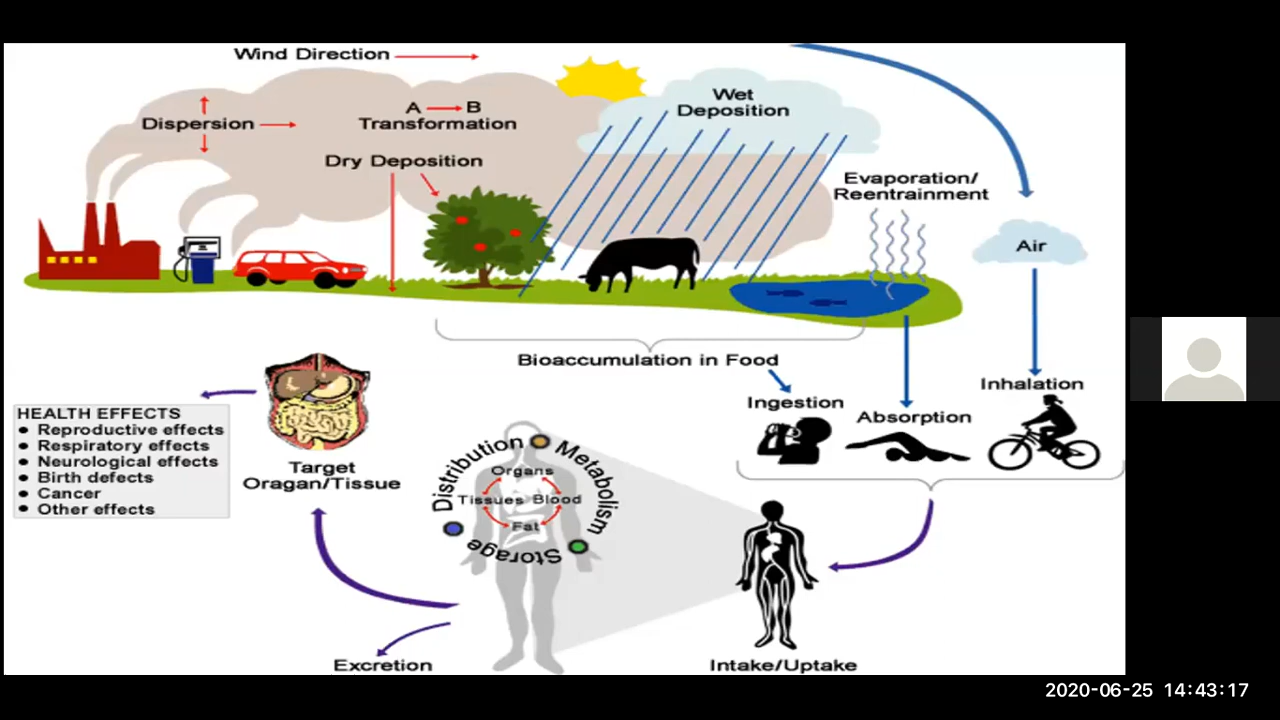 Wind Direction
Dispersion
A B
Transformation
Dry Deposition
Wet
Deposition
Evaporation/
Reentrainment
Air
Bioaccumulation in Food
Ingestion
Absorption
Inhalation
HEALTH EFFECTS
● Reproductive effects
● Respiratory effects
● Neurological effects
● Birth defects
● Cancer
● Other effects
Target
Oragan/Tissue
Distribution
Metabolism
Storage
Organs
Tissues Blood
Fat
Excretion
Intake/Uptake
2020-06-25 14:43:17